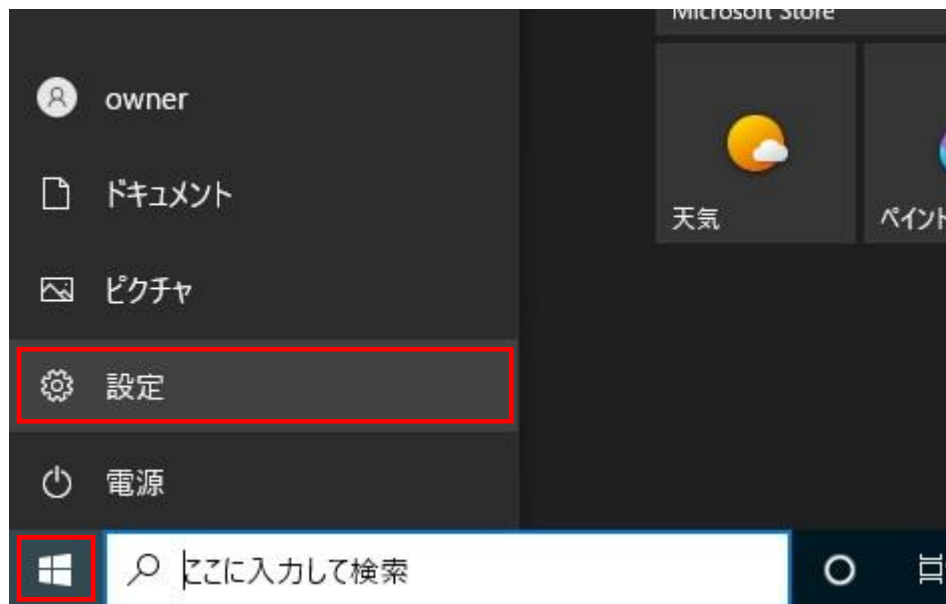 Microsoft Store
owner
ドキュメント
天気
ペイント
ピクチャ
設定
電源
ここに入力して検索